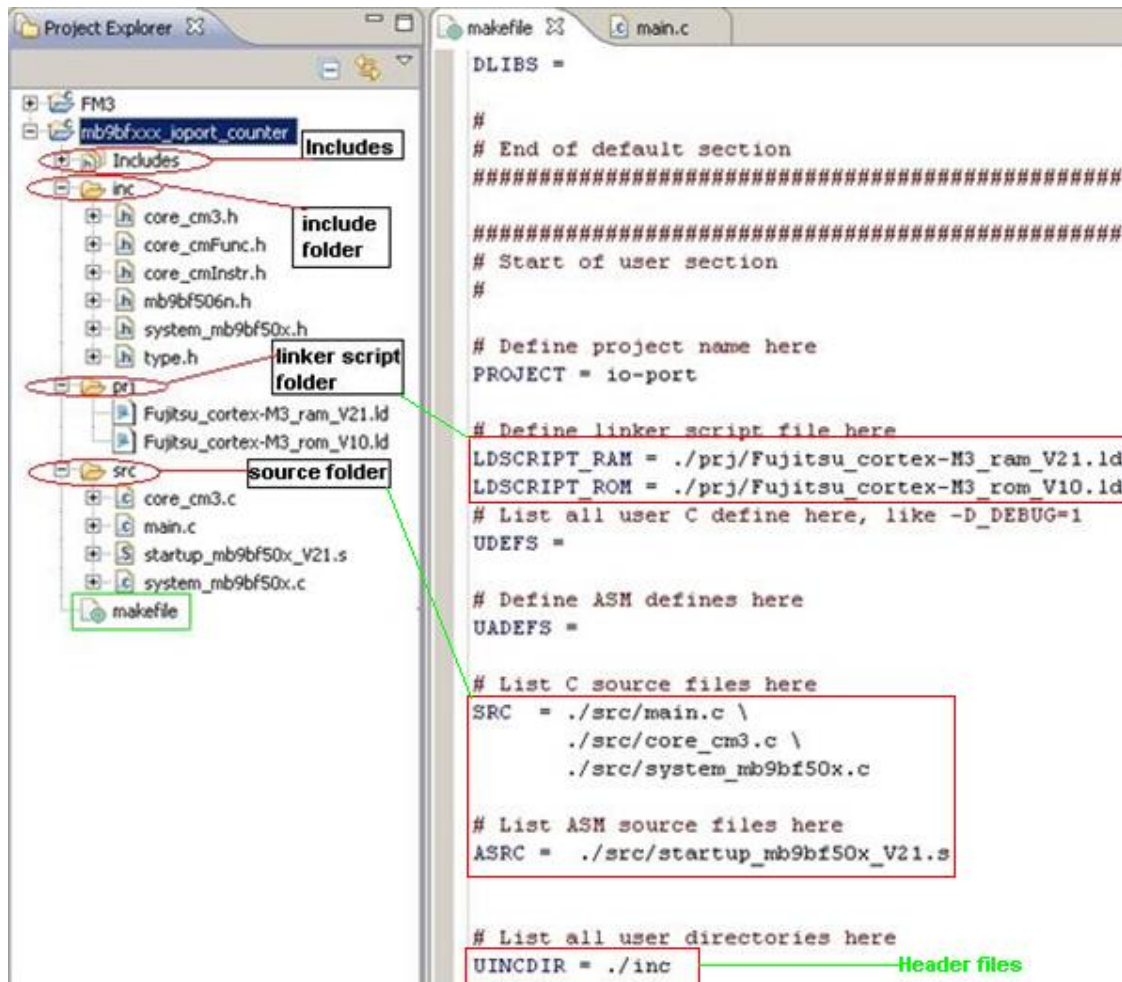 Project Explorer
FM3
mb9bfxxx_ioport_counter
Includes
Includes
inc
include
folder
core_cm3.h
core_cmFunc.h
core_cmInstr.h
mb9bf506n.h
system_mb9bf50x.h
type.h
linker script
folder
prj
Fujitsu_cortex-M3_ram_V21.ld
Fujitsu_cortex-M3_rom_V10.ld
src
source folder
core_cm3.c
main.c
startup_mb9bf50x_V21.s
system_mb9bf50x.c
makefile
makefile
main.c
DLIBS =
#
# End of default section
#################################################
#################################################
# Start of user section
#
# Define project name here
PROJECT = io-port
# Define linker script file here
LDSCRIPT_RAM = ./prj/Fujitsu_cortex-M3_ram_V21.ld
LDSCRIPT_ROM = ./prj/Fujitsu_cortex-M3_rom_V10.ld
# List all user C define here, like -D_DEBUG=1
UDEFS =
# Define ASM defines here
UADEFS =
# List C source files here
SRC = ./src/main.c \
./src/core_cm3.c \
./src/system_mb9bf50x.c
# List ASM source files here
ASRC = ./src/startup_mb9bf50x_V21.s
# List all user directories here
UINCDIR = ./inc
Header files